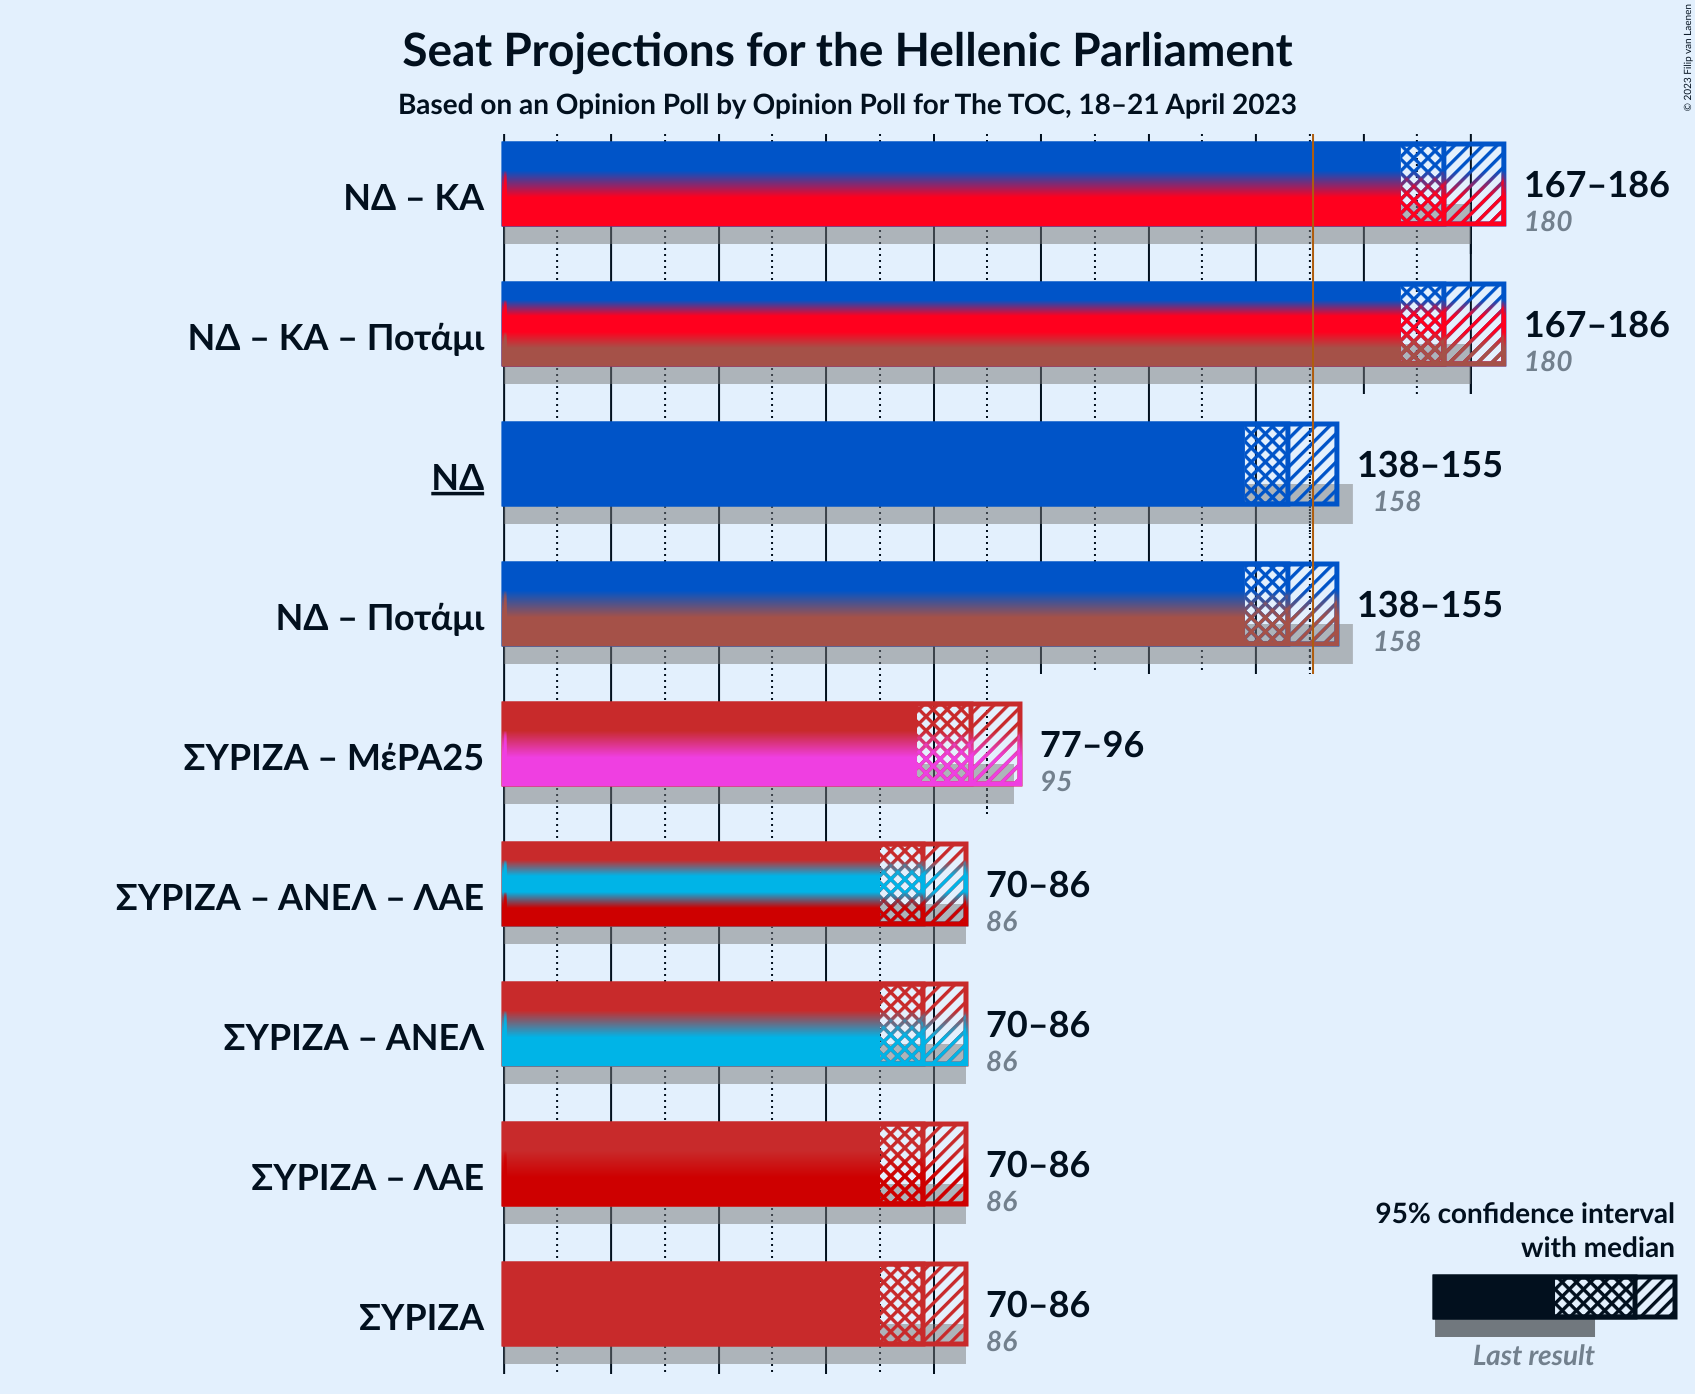 Seat Projections for the Hellenic Parliament
Based on an Opinion Poll by Opinion Poll for The TOC, 18–21 April 2023
© 2023 Filip van Laenen
ΝΔ – ΚΑ
167–186
180
ΝΔ – ΚΑ – Ποτάμι
167–186
180
ΝΔ
138–155
158
ΝΔ – Ποτάμι
138–155
158
ΣΥΡΙΖΑ – ΜέΡΑ25
77–96
95
ΣΥΡΙΖΑ – ΑΝΕΛ – ΛΑΕ
70–86
86
ΣΥΡΙΖΑ – ΑΝΕΛ
70–86
86
ΣΥΡΙΖΑ – ΛΑΕ
70–86
86
ΣΥΡΙΖΑ
70–86
86
95% confidence interval
with median
Last result